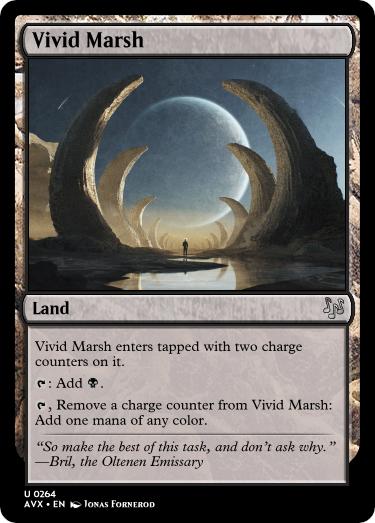 Vivid Marsh
Land
Vivid Marsh enters tapped with two charge
counters on it.
: Add .
, Remove a charge counter from Vivid Marsh:
Add one mana of any color.
“So make the best of this task, and don’t ask why.”
—Bril, the Oltenen Emissary
U 0264
AVX • EN Jonas Fornerod